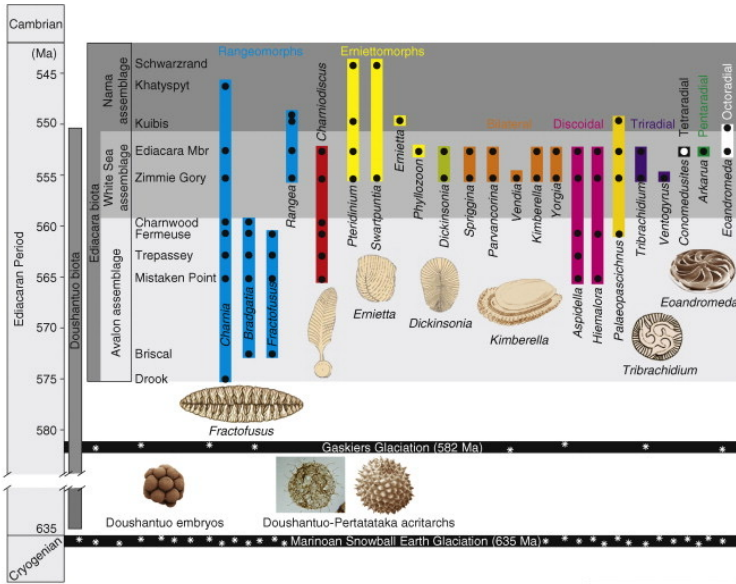 Cambrian
(Ma)
545
550
555
560
565
570
575
580
635
Ediacaran Period
Cryogenian
Doushantuo biota
Ediacara biota
Nama
assemblage
White Sea
assemblage
Avalon assemblage
Schwarzrand
Khatyspyt
Kuibis
Ediacara Mbr
Zimmie Gory
Charnwood
Fermeuse
Trepassey
Mistaken Point
Briscal
Drook
Rangeomorphs
Erniettomorphs
Bilateral
Discoidal
Triradial
Tetraradial
Pentaradial
Octoradial
Charnia
Bradgatia
Fractofusus
Rangea
Charniodiscus
Pteridinium
Swartpuntia
Ernietta
Phyllozoon
Dickinsonia
Spriggina
Parvancorina
Vendia
Kimberella
Yorgia
Aspidella
Hiemalora
Palaeopascichnus
Tribrachidium
Ventogyrus
Conomedusites
Arkarua
Eoandromeda
Ernietta
Dickinsonia
Kimberella
Eoandromeda
Tribrachidium
Fractofusus
Gaskiers Glaciation (582 Ma)
Doushantuo embryos
Doushantuo-Pertatataka acritarchs
Marinoan Snowball Earth Glaciation (635 Ma)